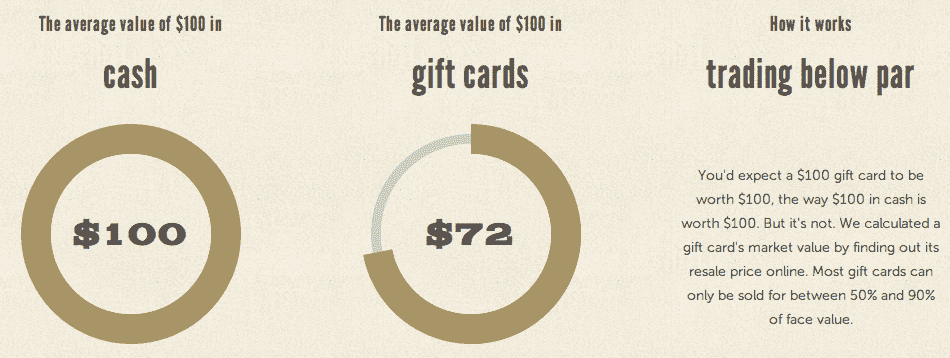 The average value of $100 in
cash
$100
The average value of $100 in
gift cards
$72
How it works
trading below par
You'd expect a $100 gift card to be
worth $100, the way $100 in cash is
worth $100. But it's not. We calculated a
gift card's market value by finding out its
resale price online. Most gift cards can
only be sold for between 50% and 90%
of face value.